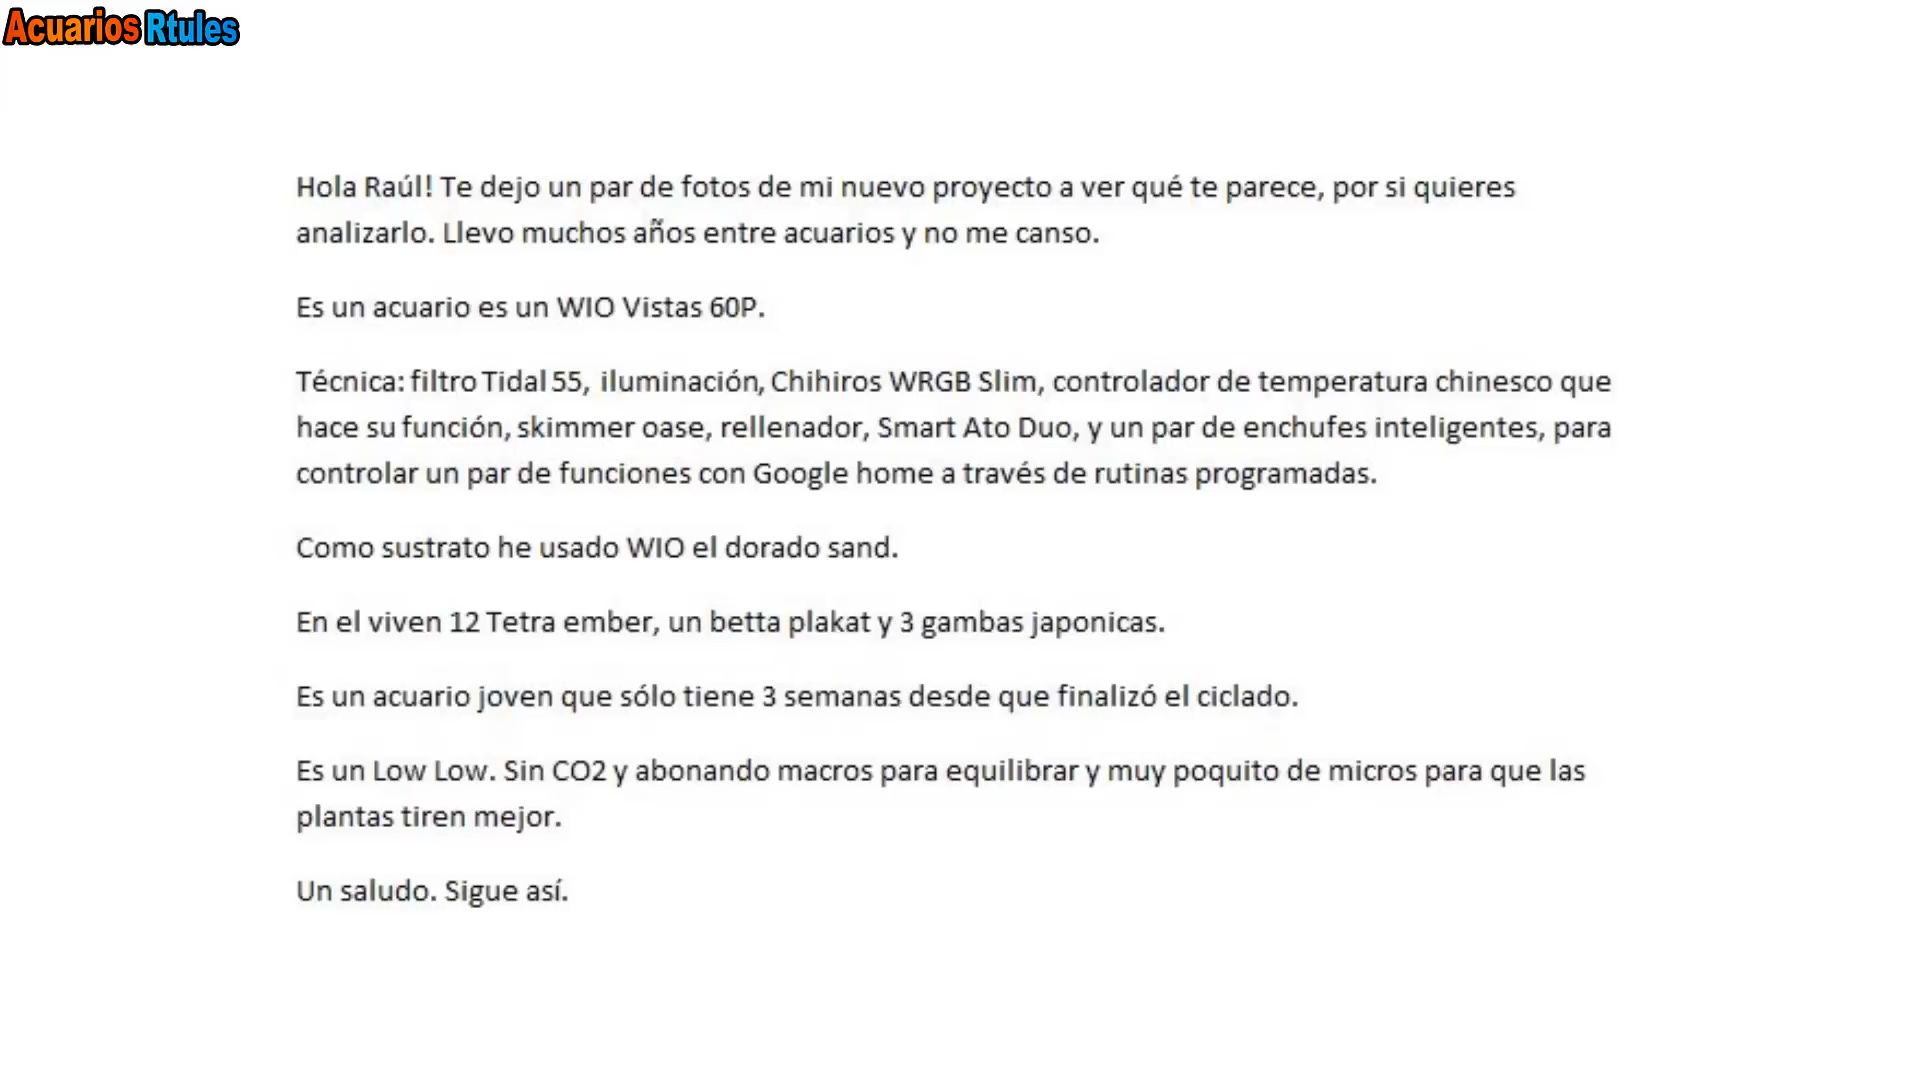 Acuarios Rtules
Hola Raúl! Te dejo un par de fotos de mi nuevo proyecto a ver qué te parece, por si quieres
analizarlo. Llevo muchos años entre acuarios y no me canso.
Es un acuario es un WIO Vistas 60P.
Técnica: filtro Tidal 55, iluminación, Chihiros WRGB Slim, controlador de temperatura chinesco que
hace su función, skimmer oase, rellenador, Smart Ato Duo, y un par de enchufes inteligentes, para
controlar un par de funciones con Google home a través de rutinas programadas.
Como sustrato he usado WIO el dorado sand.
En el viven 12 Tetra ember, un betta plakat y 3 gambas japonicas.
Es un acuario joven que sólo tiene 3 semanas desde que finalizó el ciclado.
Es un Low Low. Sin CO2 y abonando macros para equilibrar y muy poquito de micros para que las
plantas tiren mejor.
Un saludo. Sigue así.